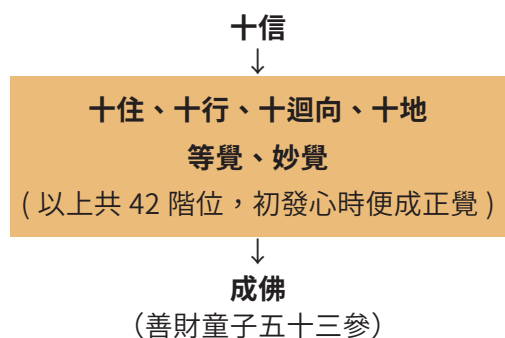 十信
↓
十住、十行、十迴向、十地
等覺、妙覺
( 以上共 42 階位，初發心時便成正覺 )
↓
成佛
（善財童子五十三參）